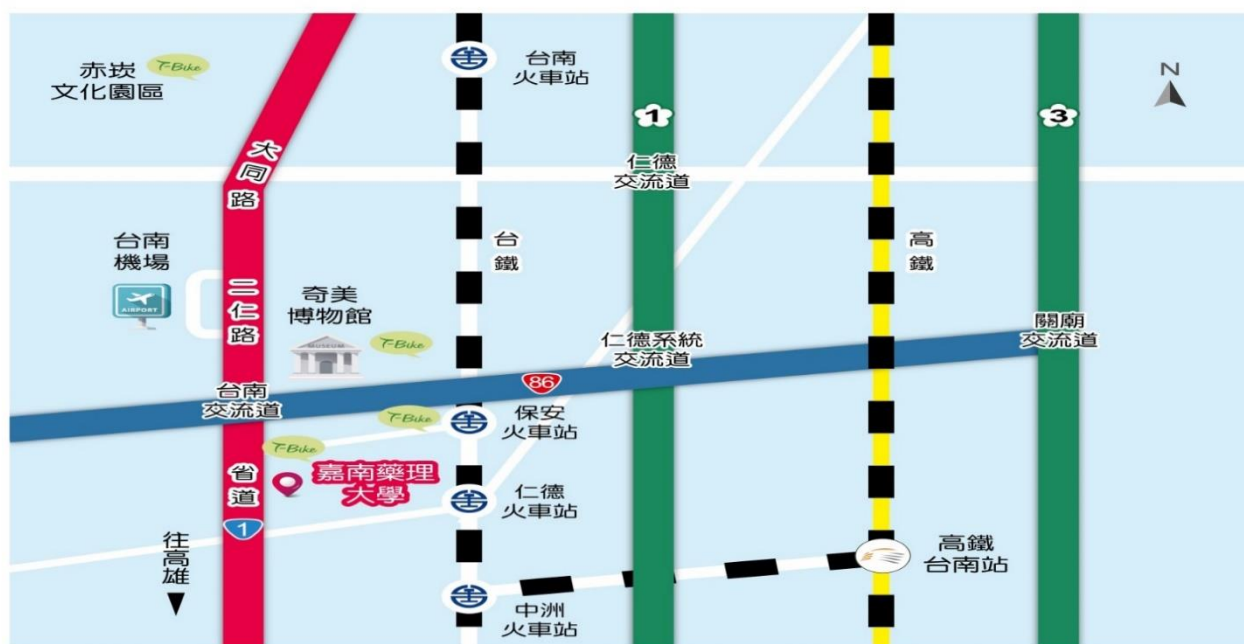 赤崁
文化園區
T-Bike
台南
火車站
1
3
N
大同路
仁德
交流道
台南
機場
AIRPORT
二仁路
奇美
博物館
MUSEUM
T-Bike
台鐵
高鐵
仁德系統
交流道
關廟
交流道
86
台南
交流道
T-Bike
保安
火車站
T-Bike
省道
嘉南藥理
大學
仁德
火車站
1
往高雄
高鐵
台南站
中洲
火車站